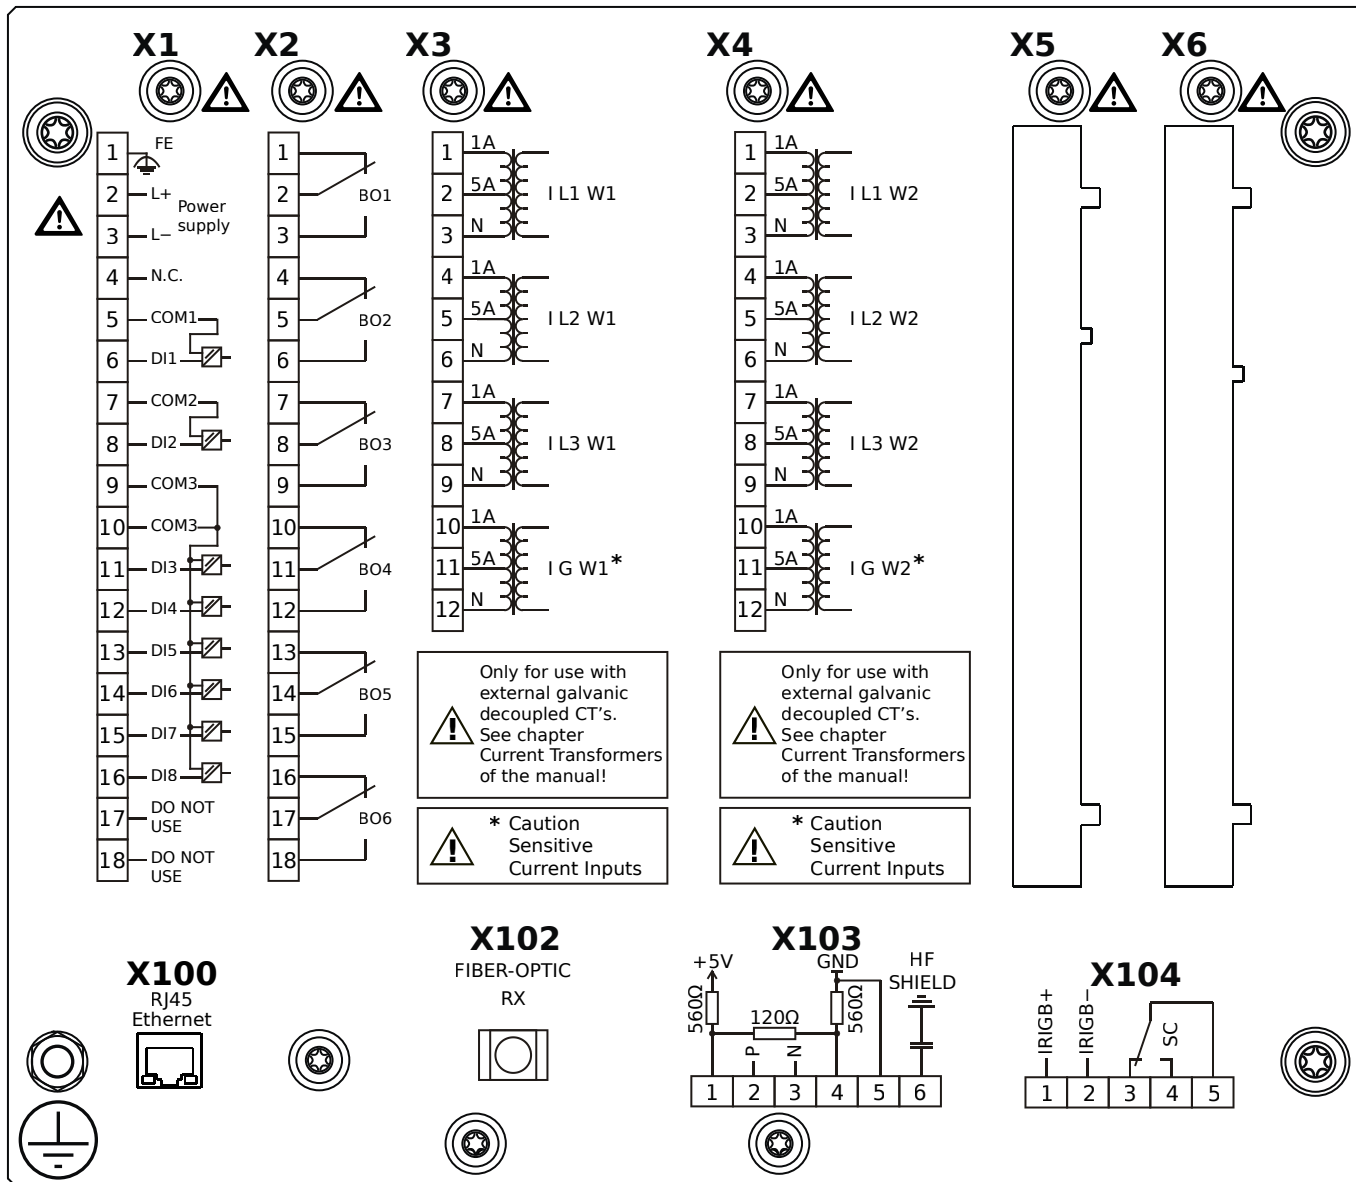 X1
1 FE
2 L+ Power
supply
3 L−
4 N.C.
5 COM1
6 DI1
7 COM2
8 DI2
9 COM3
10 COM3
11 DI3
12 DI4
13 DI5
14 DI6
15 DI7
16 DI8
17 DO NOT
USE
18 DO NOT
USE
X2
1
2 BO1
3
4
5 BO2
6
7
8 BO3
9
10
11 BO4
12
13
14 BO5
15
16
17 BO6
18
X3
1 1A
2 5A I L1 W1
3 N
4 1A
5 5A I L2 W1
6 N
7 1A
8 5A I L3 W1
9 N
10 1A
11 5A I G W1*
12 N
Only for use with
external galvanic
decoupled CT's.
See chapter
Current Transformers
of the manual!
* Caution
Sensitive
Current Inputs
X4
1 1A
2 5A I L1 W2
3 N
4 1A
5 5A I L2 W2
6 N
7 1A
8 5A I L3 W2
9 N
10 1A
11 5A I G W2*
12 N
Only for use with
external galvanic
decoupled CT's.
See chapter
Current Transformers
of the manual!
* Caution
Sensitive
Current Inputs
X5
X6
X100
RJ45
Ethernet
X102
FIBER-OPTIC
RX
X103
+5V GND HF
SHIELD
560Ω 120Ω 560Ω
P N
1 2 3 4 5 6
X104
IRIGB+ IRIGB− SC
1 2 3 4 5